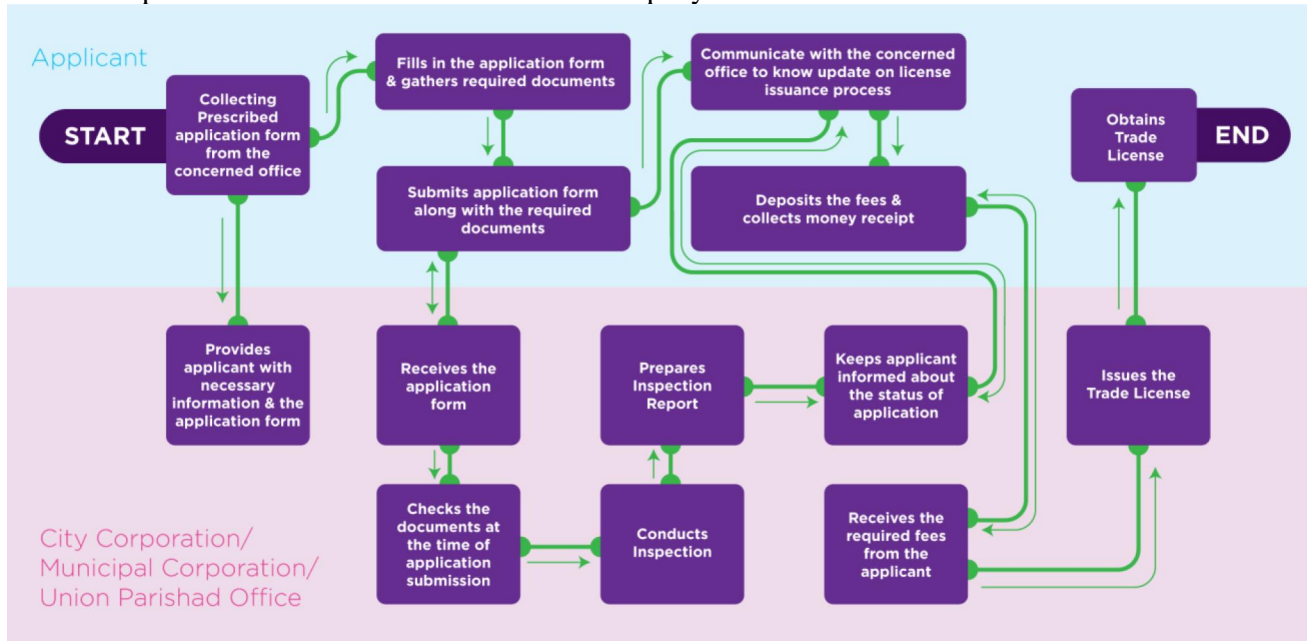 Applicant
START
Collecting
Prescribed
application form
from the
concerned office
Fills in the application form
& gathers required documents
Communicate with the concerned
office to know update on license
issuance process
Obtains
Trade
License
END
Submits application form
along with the required
documents
Deposits the fees &
collects money receipt
Provides
applicant with
necessary
information & the
application form
Receives the
application
form
Prepares
Inspection
Report
Keeps applicant
informed about
the status of
application
Issues the
Trade License
Checks the
documents at
the time of
application
submission
Conducts
Inspection
Receives the
required fees
from the
applicant
City Corporation/
Municipal Corporation/
Union Parishad Office